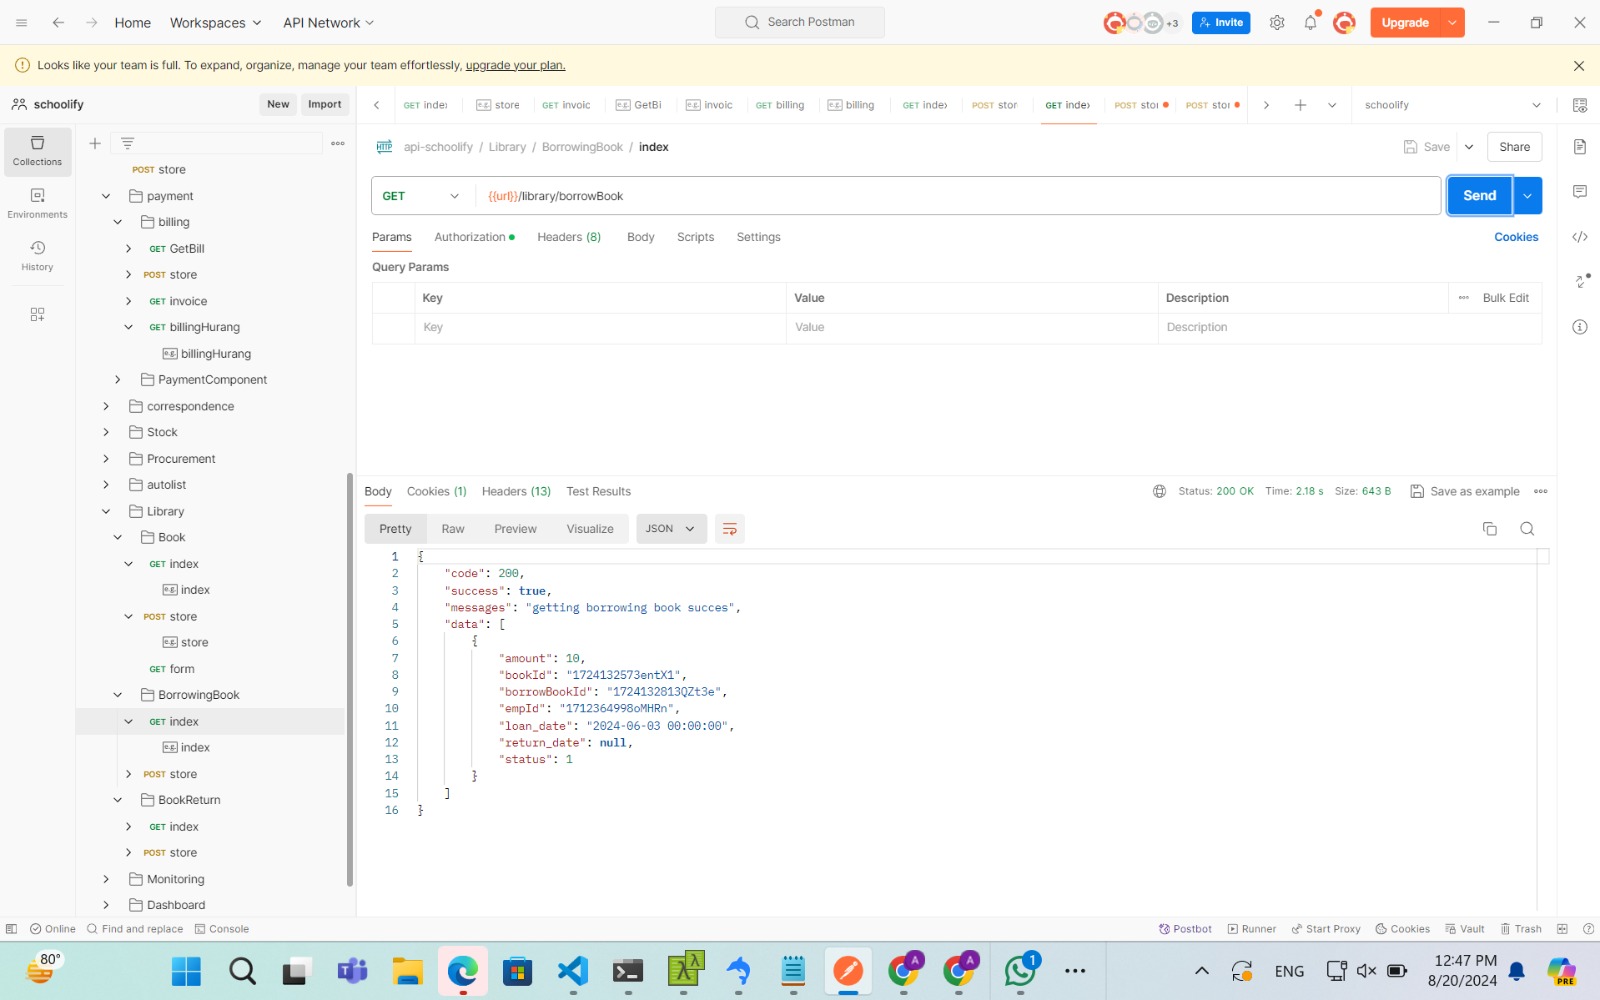 Home
Workspaces
API Network
Search Postman
+3
Invite
Upgrade
Looks like your team is full. To expand, organize, manage your team effortlessly, upgrade your plan.
schoolify
New
Import
GET
store
GET invoic
GetBi
invoic
GET billing
billing
GET
POST stor
GET
POST
POST
schoolify
Collections
Environments
History
POST store
payment
billing
GET GetBill
POST store
GET invoice
GET billingHurang
e.g. billingHurang
PaymentComponent
correspondence
Stock
Procurement
autolist
Library
Book
GET index
e.g. index
POST store
e.g. store
GET form
BorrowingBook
GET index
e.g. index
POST store
BookReturn
GET index
POST store
Monitoring
Dashboard
HTTP api-schoolify / Library / BorrowingBook / index
Save
Share
GET
{{url}}/library/borrowBook
Send
Params
Authorization
Headers (8)
Body
Scripts
Settings
Cookies
Query Params
Key
Value
Description
Bulk Edit
Key
Value
Description
Body
Cookies (1)
Headers (13)
Test Results
Status: 200 OK
Time: 2.18 s
Size: 643 B
Save as example
Pretty
Raw
Preview
Visualize
JSON
1 {
2 "code": 200,
3 "success": true,
4 "messages": "getting borrowing book succes",
5 "data": [
6 {
7 "amount": 10,
8 "bookId": "1724132573entX1",
9 "borrowBookId": "1724132813QZt3e",
10 "empId": "1712364998oMHRn",
11 "loan_date": "2024-06-03 00:00:00",
12 "return_date": null,
13 "status": 1
14 }
15 ]
16 }
Online
Find and replace
Console
Postbot
Runner
Start Proxy
Cookies
Vault
Trash
80°
A
A
1
ENG
12:47 PM
8/20/2024
PRE